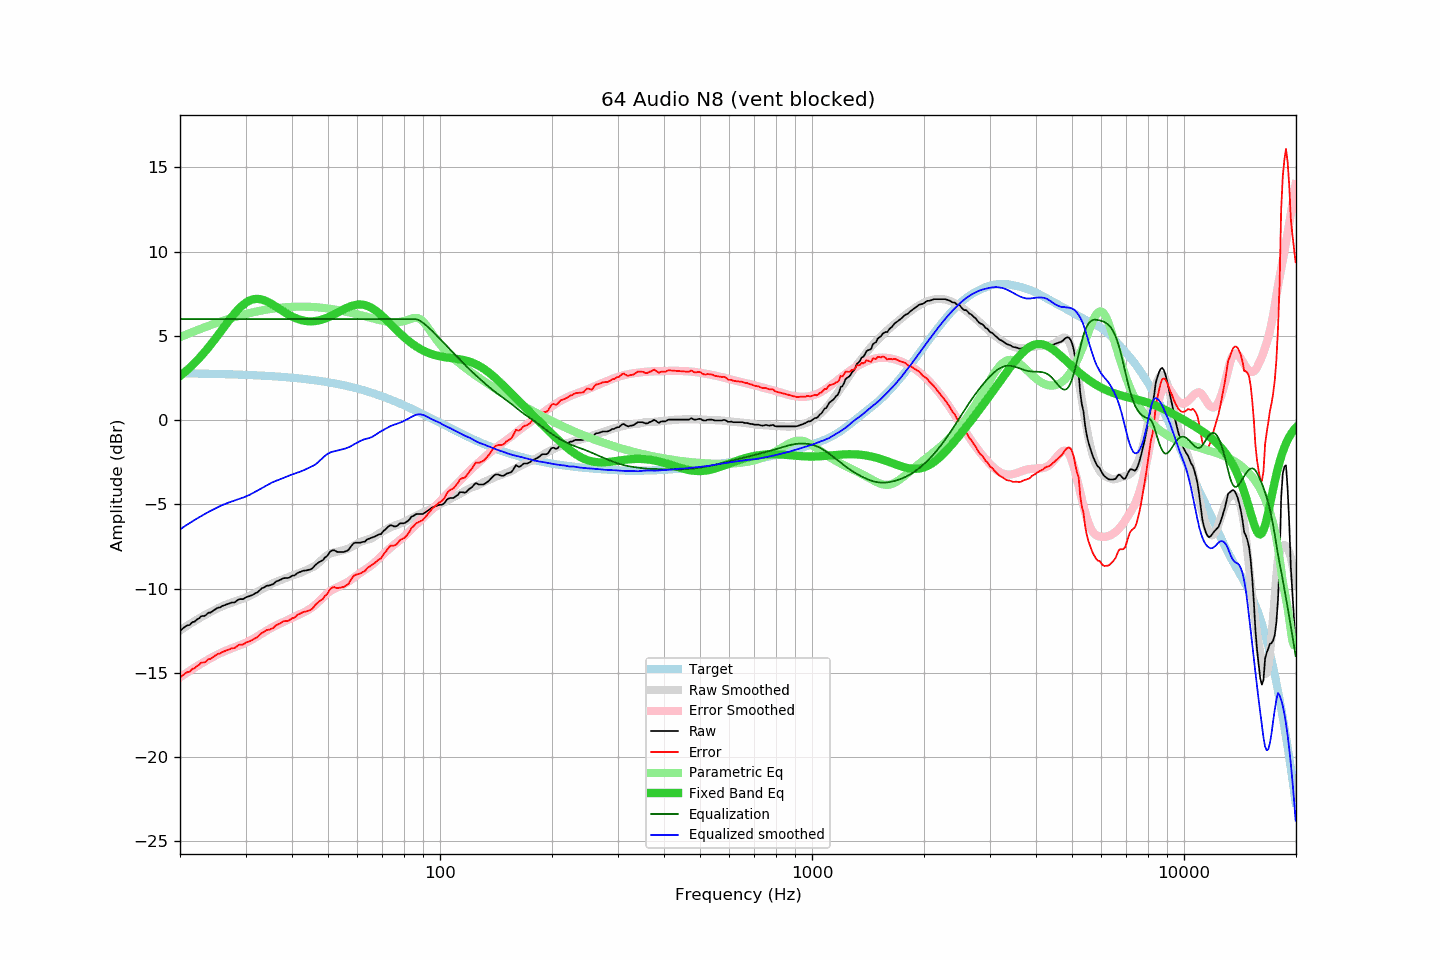 64 Audio N8 (vent blocked)
15
10
5
0
−5
−10
−15
−20
−25
Amplitude (dBr)
Target
Raw Smoothed
Error Smoothed
Raw
Error
Parametric Eq
Fixed Band Eq
Equalization
Equalized smoothed
100
1000
10000
Frequency (Hz)